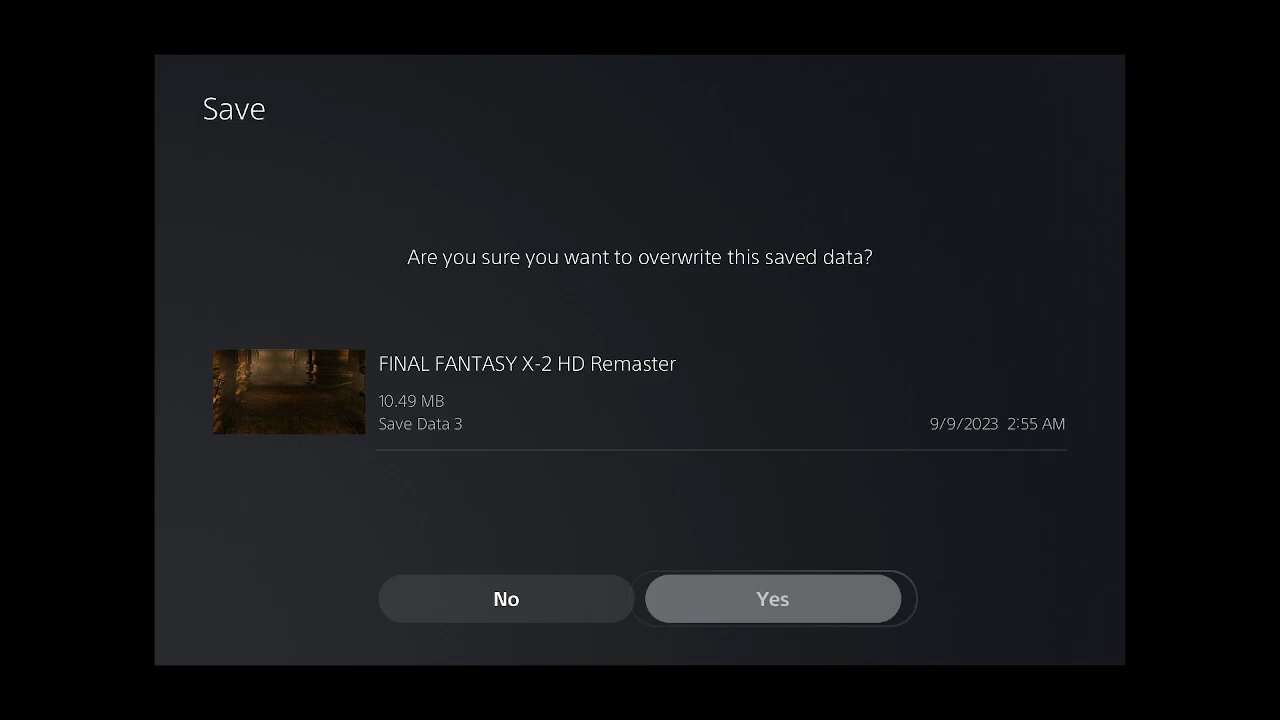 Save
Are you sure you want to overwrite this saved data?
FINAL FANTASY X-2 HD Remaster
10.49 MB
Save Data 3
9/9/2023 2:55 AM
No
Yes